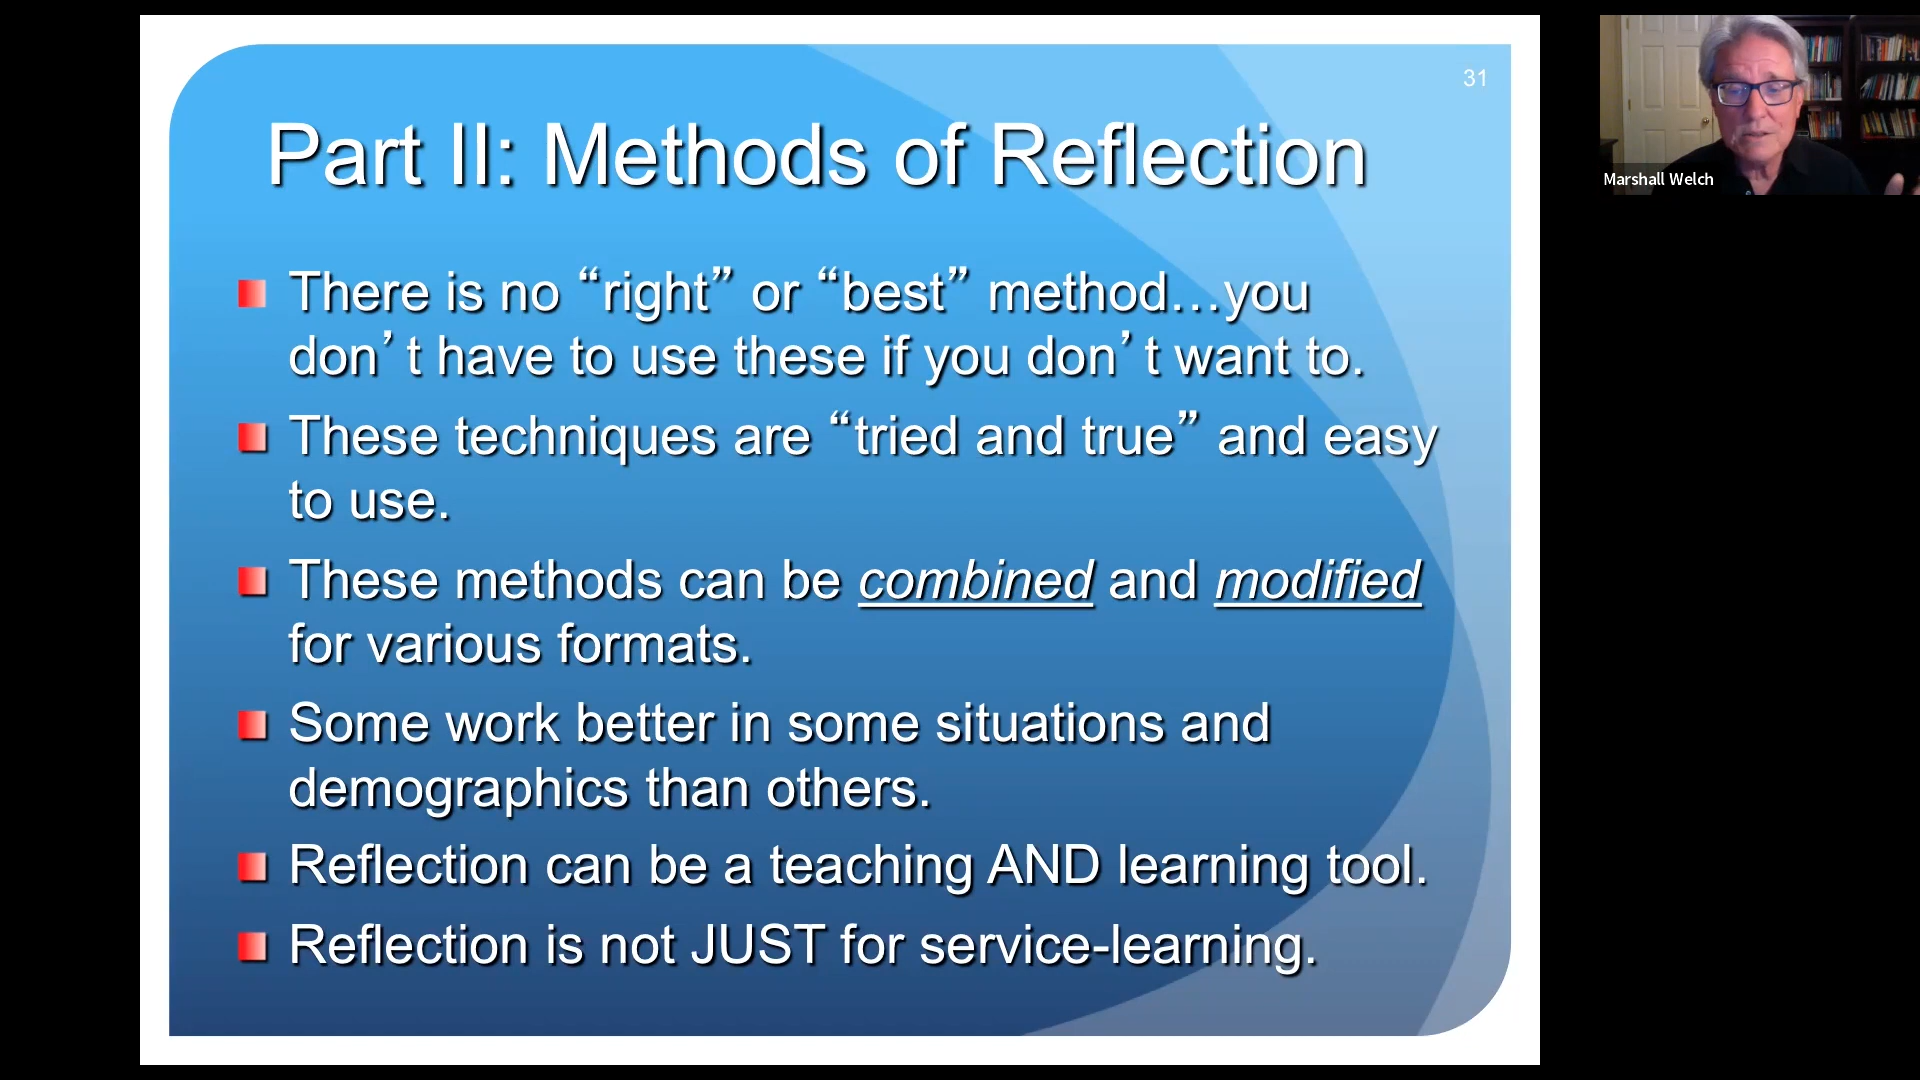 31
Part II: Methods of Reflection
There is no “right” or “best” method…you
don’t have to use these if you don’t want to.
These techniques are “tried and true” and easy
to use.
These methods can be combined and modified
for various formats.
Some work better in some situations and
demographics than others.
Reflection can be a teaching AND learning tool.
Reflection is not JUST for service-learning.
Marshall Welch